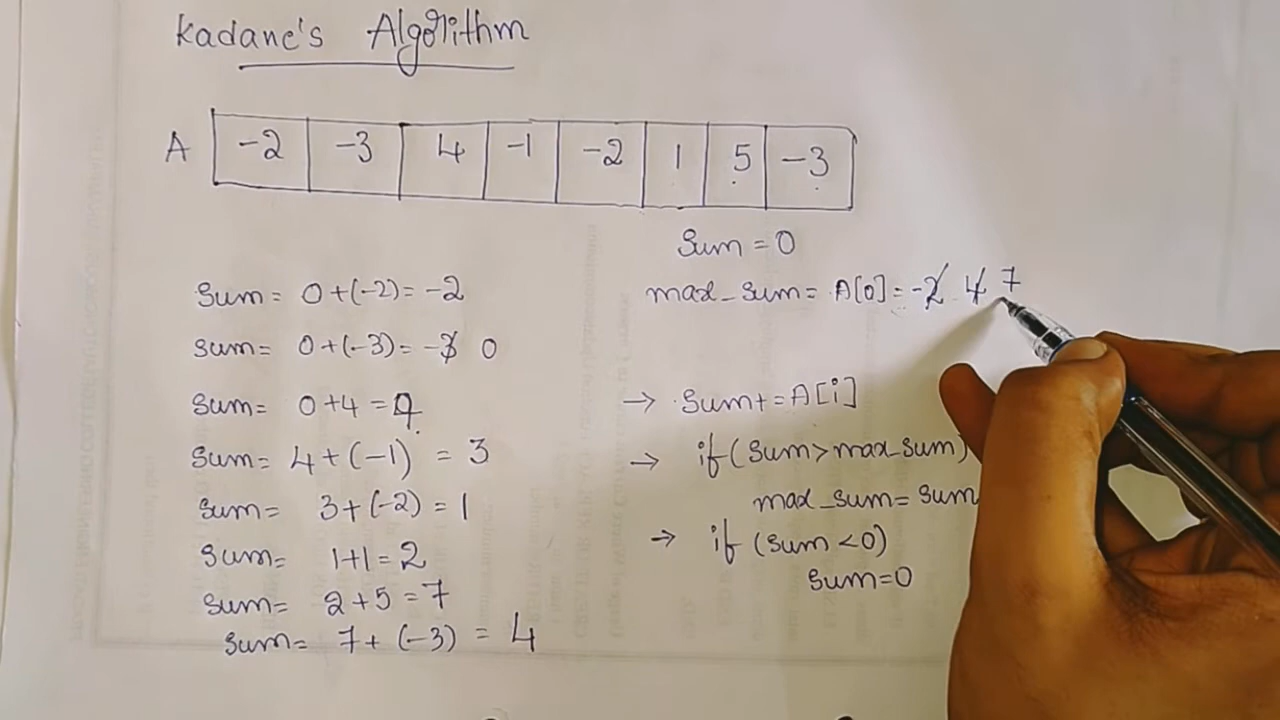 Kadane's Algorithm
A -2 -3 4 -1 -2 1 5 -3
Sum = 0
max_sum = A[0] = -2 4 7
Sum = 0+(-2) = -2
Sum = 0+(-3) = -3 0
Sum = 0+4 = 4
Sum = 4+(-1) = 3
Sum = 3+(-2) = 1
Sum = 1+1 = 2
Sum = 2+5 = 7
Sum = 7+(-3) = 4
→ Sum+=A[i]
→ if(Sum>max_sum)
max_sum=Sum
→ if (Sum<0)
Sum=0